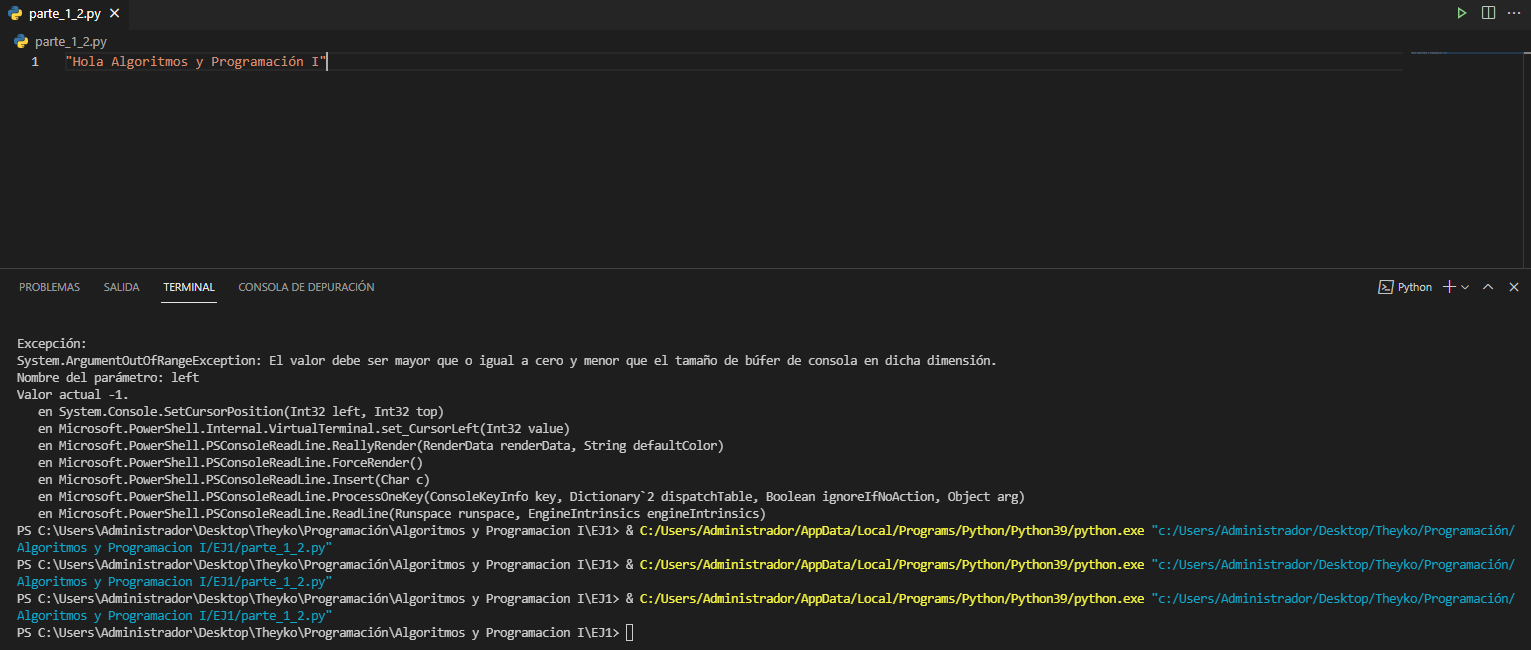 parte_1_2.py
parte_1_2.py
1 "Hola Algoritmos y Programación I"
PROBLEMAS SALIDA TERMINAL CONSOLA DE DEPURACIÓN Python
Excepción:
System.ArgumentOutOfRangeException: El valor debe ser mayor que o igual a cero y menor que el tamaño de búfer de consola en dicha dimensión.
Nombre del parámetro: left
Valor actual -1.
   en System.Console.SetCursorPosition(Int32 left, Int32 top)
   en Microsoft.PowerShell.Internal.VirtualTerminal.set_CursorLeft(Int32 value)
   en Microsoft.PowerShell.PSConsoleReadLine.ReallyRender(RenderData renderData, String defaultColor)
   en Microsoft.PowerShell.PSConsoleReadLine.ForceRender()
   en Microsoft.PowerShell.PSConsoleReadLine.Insert(Char c)
   en Microsoft.PowerShell.PSConsoleReadLine.ProcessOneKey(ConsoleKeyInfo key, Dictionary`2 dispatchTable, Boolean ignoreIfNoAction, Object arg)
   en Microsoft.PowerShell.PSConsoleReadLine.ReadLine(Runspace runspace, EngineIntrinsics engineIntrinsics)
PS C:\Users\Administrador\Desktop\Theyko\Programación\Algoritmos y Programacion I\EJ1> & C:/Users/Administrador/AppData/Local/Programs/Python/Python39/python.exe "c:/Users/Administrador/Desktop/Theyko/Programación/
Algoritmos y Programacion I/EJ1/parte_1_2.py"
PS C:\Users\Administrador\Desktop\Theyko\Programación\Algoritmos y Programacion I\EJ1> & C:/Users/Administrador/AppData/Local/Programs/Python/Python39/python.exe "c:/Users/Administrador/Desktop/Theyko/Programación/
Algoritmos y Programacion I/EJ1/parte_1_2.py"
PS C:\Users\Administrador\Desktop\Theyko\Programación\Algoritmos y Programacion I\EJ1> & C:/Users/Administrador/AppData/Local/Programs/Python/Python39/python.exe "c:/Users/Administrador/Desktop/Theyko/Programación/
Algoritmos y Programacion I/EJ1/parte_1_2.py"
PS C:\Users\Administrador\Desktop\Theyko\Programación\Algoritmos y Programacion I\EJ1>